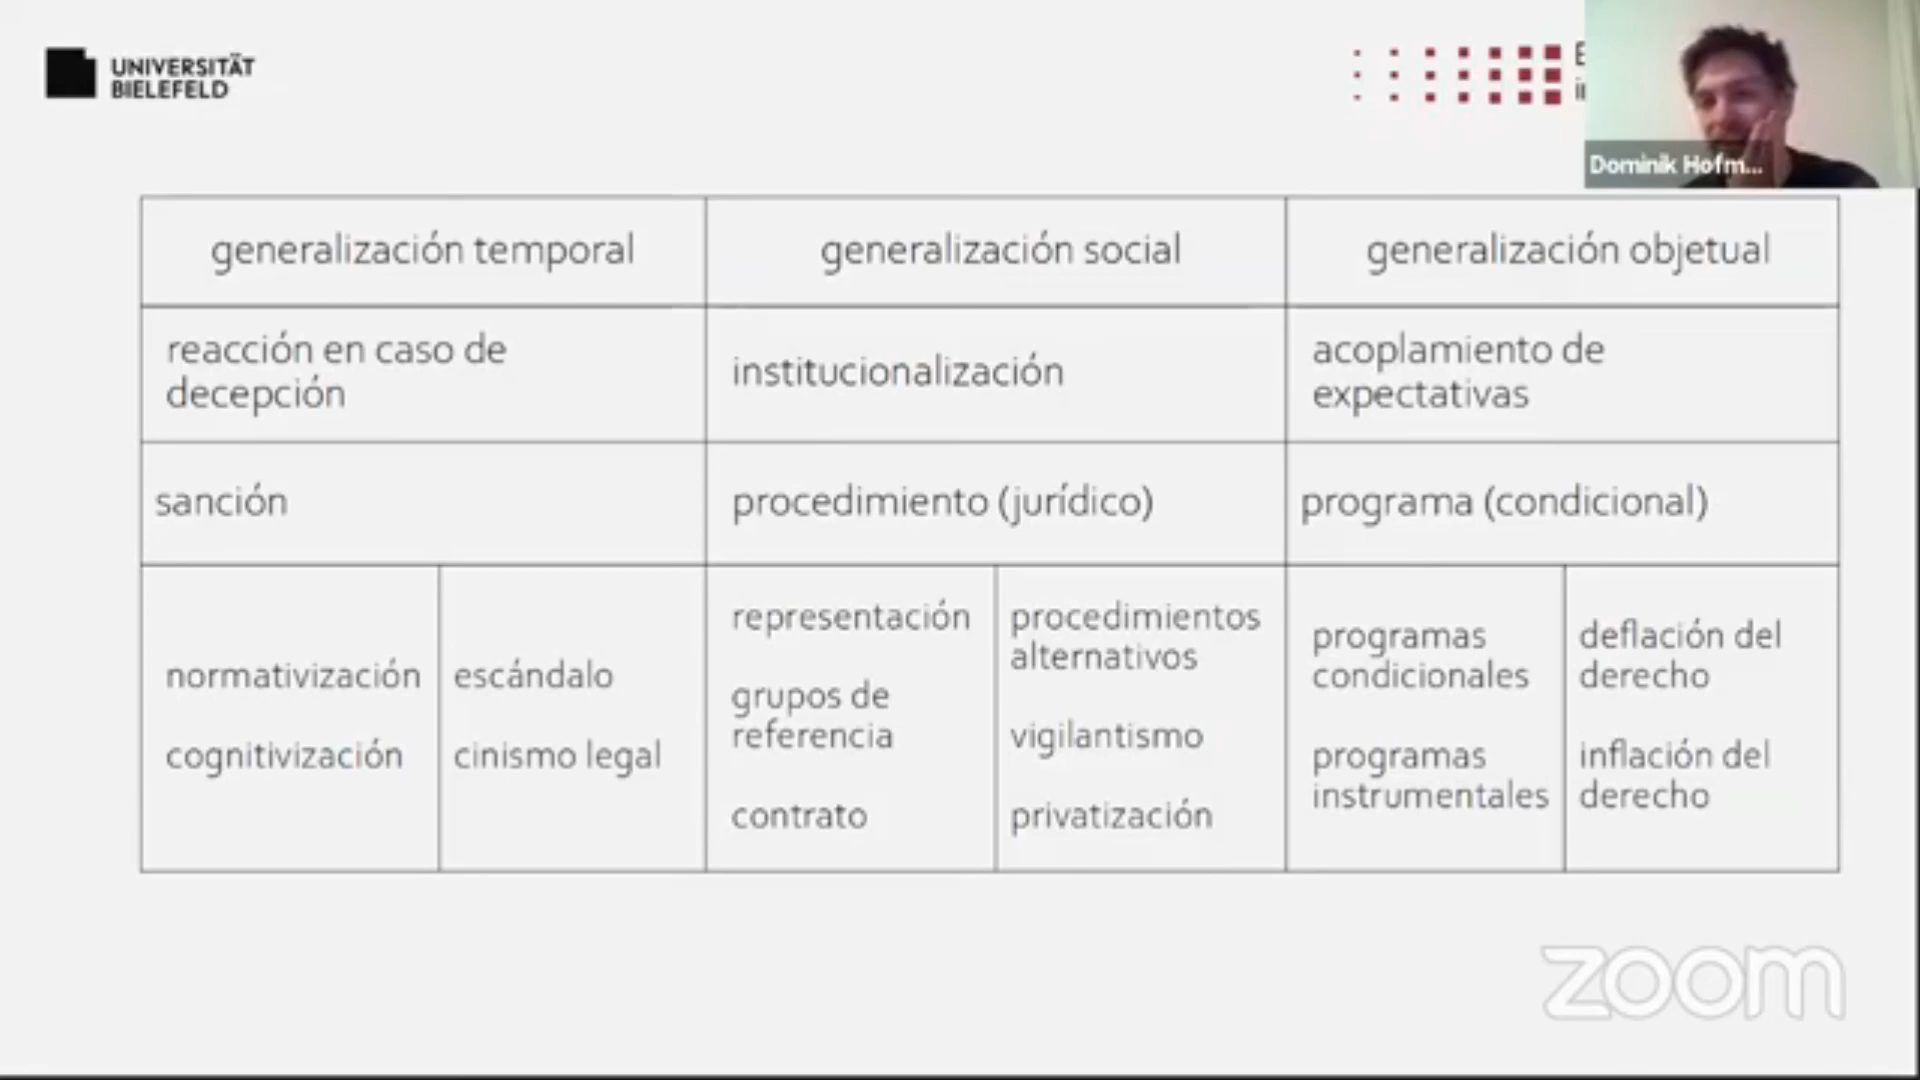 UNIVERSITÄT
BIELEFELD
Dominik Hofm...
generalización temporal
generalización social
generalización objetual
reacción en caso de
decepción
institucionalización
acoplamiento de
expectativas
sanción
procedimiento (jurídico)
programa (condicional)
normativización
cognitivización
escándalo
cinismo legal
representación
grupos de
referencia
contrato
procedimientos
alternativos
vigilantismo
privatización
programas
condicionales
programas
instrumentales
deflación del
derecho
inflación del
derecho
zoom